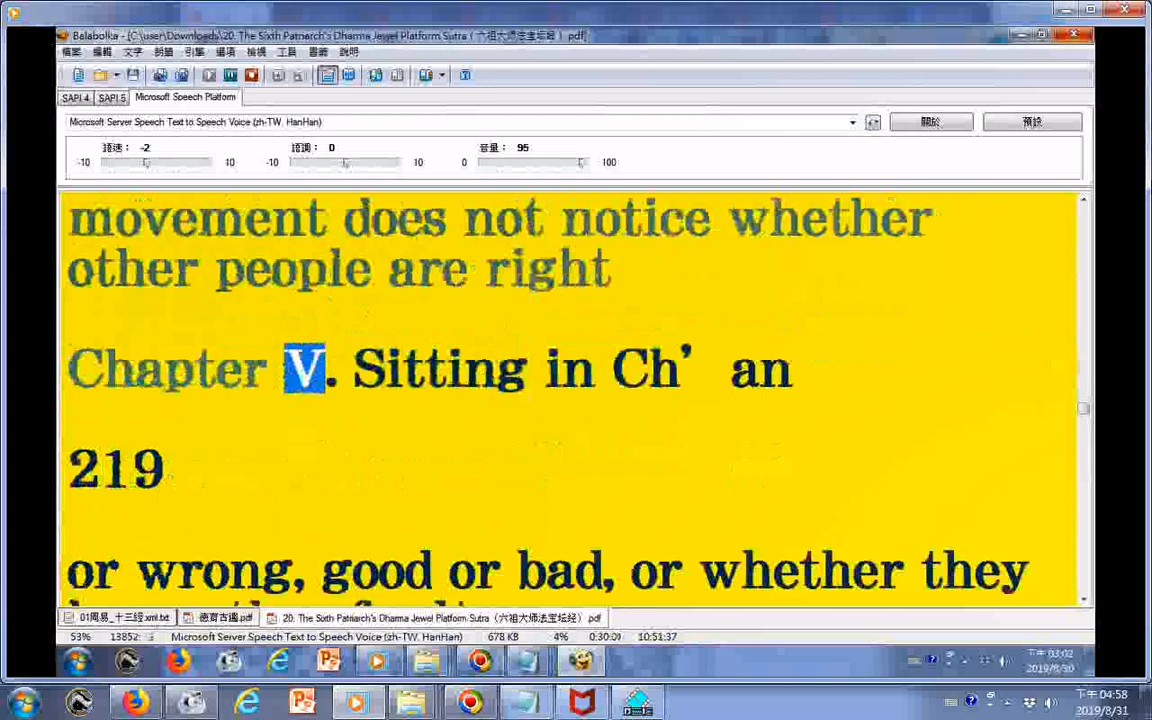 Balabolka - [C:\user\Downloads\20. The Sixth Patriarch's Dharma Jewel Platform Sutra（六祖大师法宝坛经）.pdf]
檔案 編輯 文字 朗讀 引擎 選項 檢視 工具 書籤 說明
SAPI 4 SAPI 5 Microsoft Speech Platform
Microsoft Server Speech Text to Speech Voice (zh-TW, HanHan) 關於 預設
語速： -2 語調： 0 音量： 95
-10 10 -10 10 0 100
movement does not notice whether
other people are right
Chapter V. Sitting in Ch’ an
219
or wrong, good or bad, or whether they
01周易_十三經.xml.txt 德育古鑑.pdf 20. The Sixth Patriarch's Dharma Jewel Platform Sutra（六祖大师法宝坛经）.pdf
53% 13852: Microsoft Server Speech Text to Speech Voice (zh-TW, HanHan) 678 KB 4% 0:30:09 10:51:37
下午 03:02
2019/8/30
下午 04:58
2019/8/31